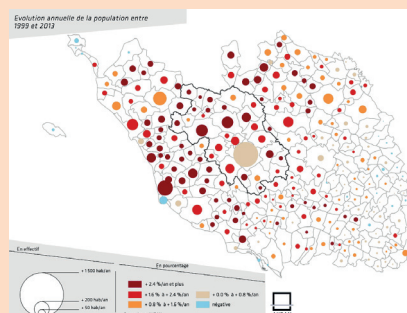 Evolution annuelle de la population entre
1999 et 2013
En effectif
+ 1500 hab/an
+ 200 hab/an
+ 50 hab/an
En pourcentage
+ 2.4 %/an et plus
+ 1.6 % à + 2.4 %/an
+ 0.8 % à + 1.6 %/an
+ 0.0 % à + 0.8 %/an
négative